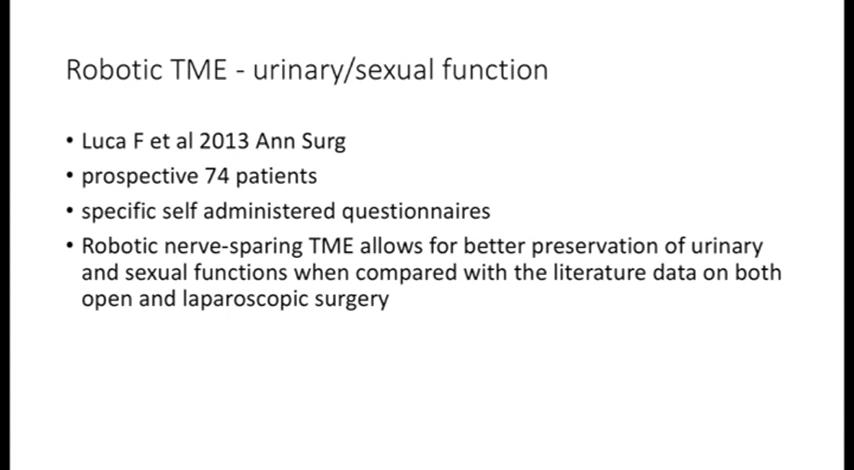 Robotic TME - urinary/sexual function
• Luca F et al 2013 Ann Surg
• prospective 74 patients
• specific self administered questionnaires
• Robotic nerve-sparing TME allows for better preservation of urinary
and sexual functions when compared with the literature data on both
open and laparoscopic surgery